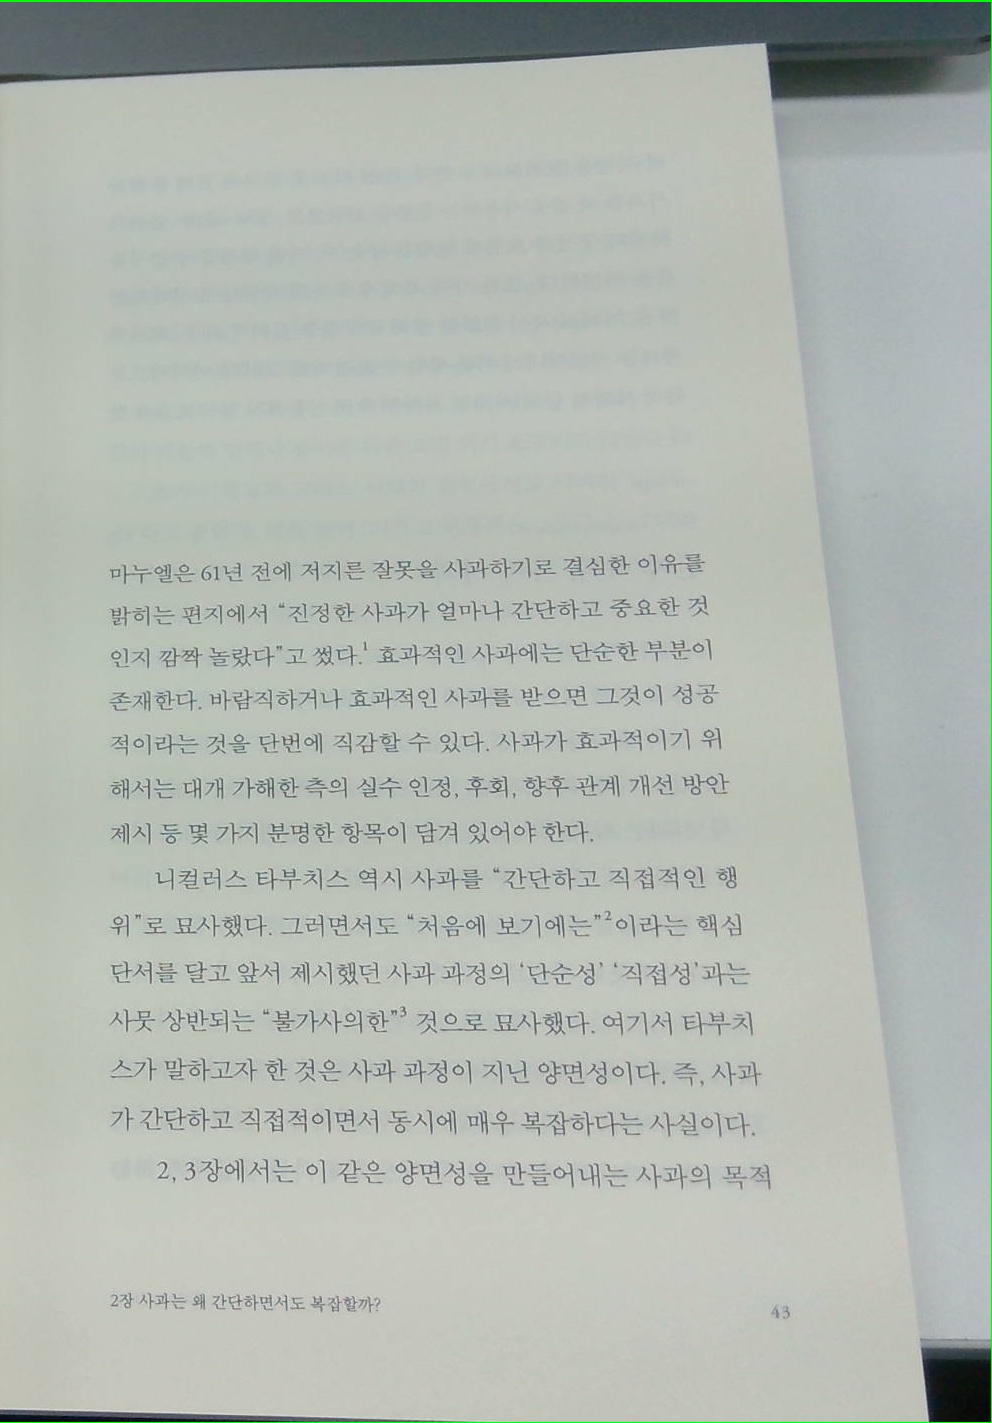 마누엘은 61년 전에 저지른 잘못을 사과하기로 결심한 이유를
밝히는 편지에서 “진정한 사과가 얼마나 간단하고 중요한 것
인지 깜짝 놀랐다”고 썼다.1 효과적인 사과에는 단순한 부분이
존재한다. 바람직하거나 효과적인 사과를 받으면 그것이 성공
적이라는 것을 단번에 직감할 수 있다. 사과가 효과적이기 위
해서는 대개 가해한 측의 실수 인정, 후회, 향후 관계 개선 방안
제시 등 몇 가지 분명한 항목이 담겨 있어야 한다.
니컬러스 타부치스 역시 사과를 “간단하고 직접적인 행
위”로 묘사했다. 그러면서도 “처음에 보기에는”2이라는 핵심
단서를 달고 앞서 제시했던 사과 과정의 ‘단순성’ ‘직접성’과는
사뭇 상반되는 “불가사의한”3 것으로 묘사했다. 여기서 타부치
스가 말하고자 한 것은 사과 과정이 지닌 양면성이다. 즉, 사과
가 간단하고 직접적이면서 동시에 매우 복잡하다는 사실이다.
2, 3장에서는 이 같은 양면성을 만들어내는 사과의 목적
2장 사과는 왜 간단하면서도 복잡할까?
43